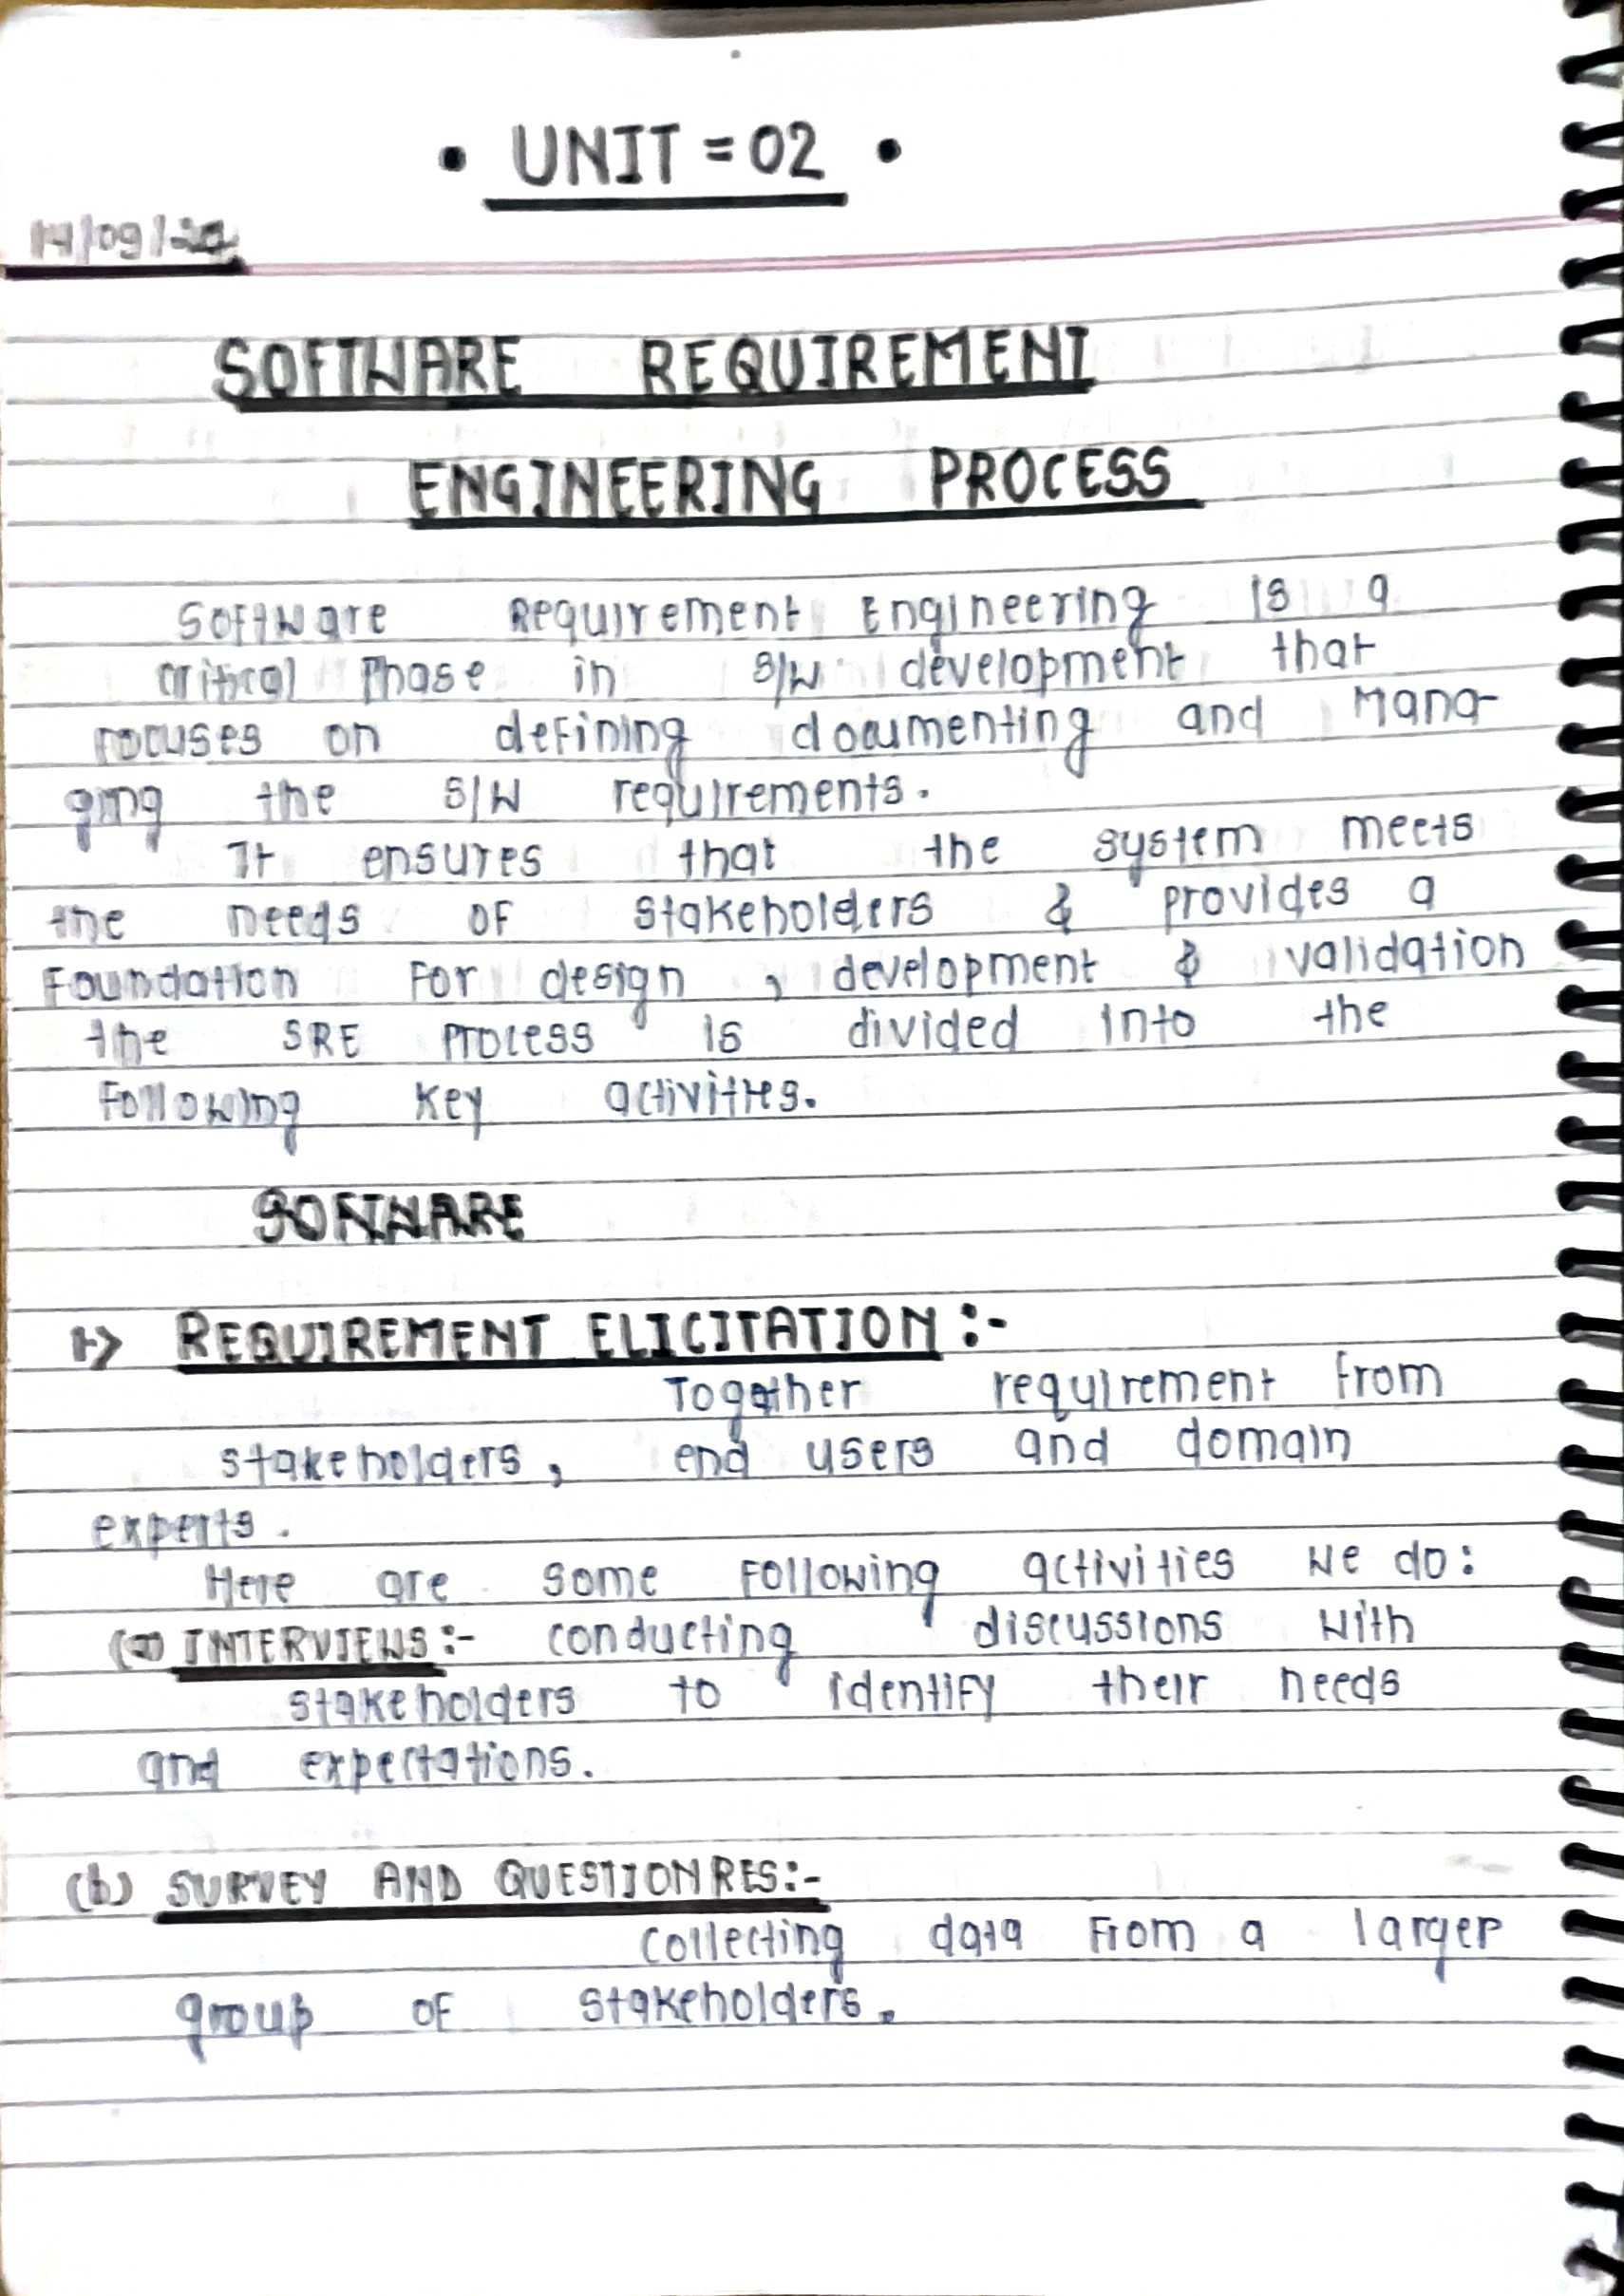 • UNIT = 02 •
14/09/
SOFTWARE REQUIREMENT
ENGINEERING PROCESS
Software Requirement Engineering is a
critical Phase in S/W development that
Focuses on defining documenting and Mana-
ging the S/W requirements.
It ensures that the system meets
the needs OF stakeholders & provides a
Foundation For design , development & validation
the SRE Process is divided into the
Following key activities.
SOFTWARE
1.> REQUIREMENT ELICITATION :-
Together requirement from
stakeholders, end users and domain
experts.
Here are some Following activities we do:
(a) INTERVIEWS:- conducting discussions with
stakeholders to identify their needs
and expectations.
(b) SURVEY AND QUESTIONRES:-
collecting data From a larger
group OF stakeholders.